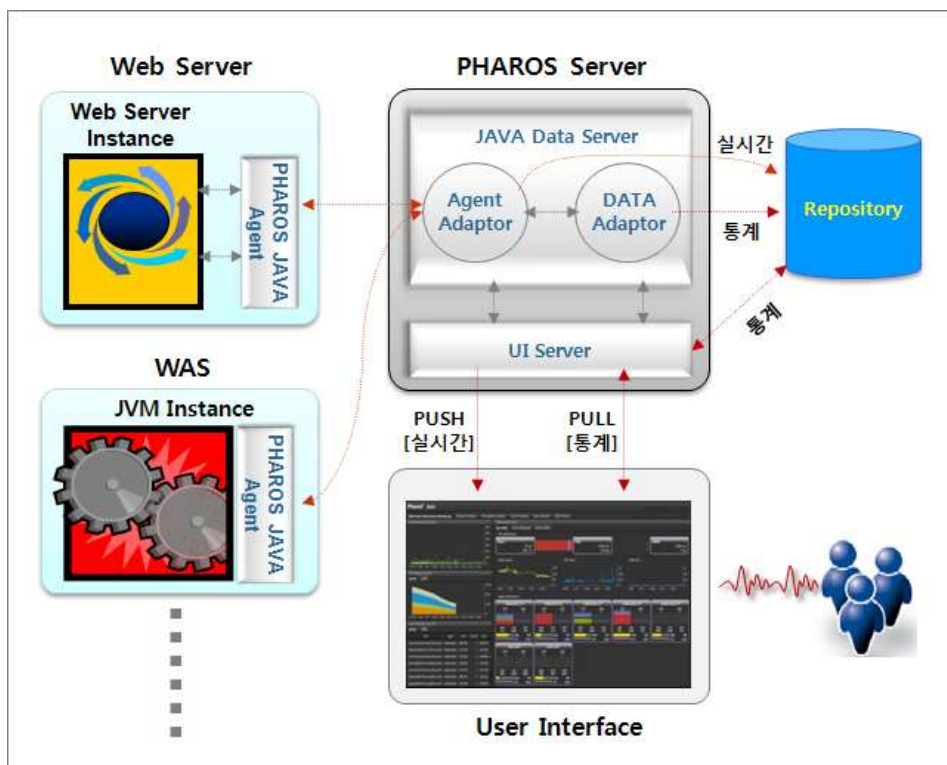 Web Server
Web Server
Instance
PHAROS JAVA
Agent
WAS
JVM Instance
PHAROS JAVA
Agent
PHAROS Server
JAVA Data Server
Agent
Adaptor
DATA
Adaptor
UI Server
실시간
통계
통계
Repository
PUSH
[실시간]
PULL
[통계]
User Interface